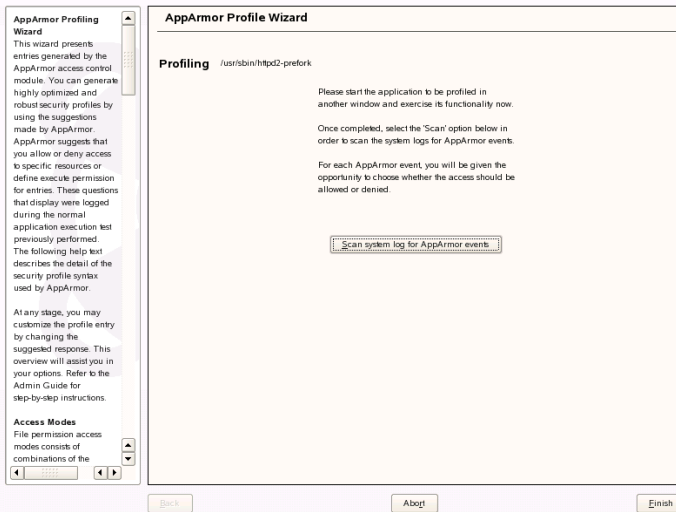 AppArmor Profiling
Wizard
This wizard presents
entries generated by the
AppArmor access control
module. You can generate
highly optimized and
robust security profiles by
using the suggestions
made by AppArmor.
AppArmor suggests that
you allow or deny access
to specific resources or
define execute permission
for entries. These questions
that display were logged
during the normal
application execution test
previously performed.
The following help text
describes the detail of the
security profile syntax
used by AppArmor.
At any stage, you may
customize the profile entry
by changing the
suggested response. This
overview will assist you in
your options. Refer to the
Admin Guide for
step-by-step instructions.
Access Modes
File permission access
modes consists of
combinations of the
AppArmor Profile Wizard
Profiling /usr/sbin/httpd2-prefork
Please start the application to be profiled in
another window and exercise its functionality now.
Once completed, select the 'Scan' option below in
order to scan the system logs for AppArmor events.
For each AppArmor event, you will be given the
opportunity to choose whether the access should be
allowed or denied.
Scan system log for AppArmor events
Back
Abort
Finish